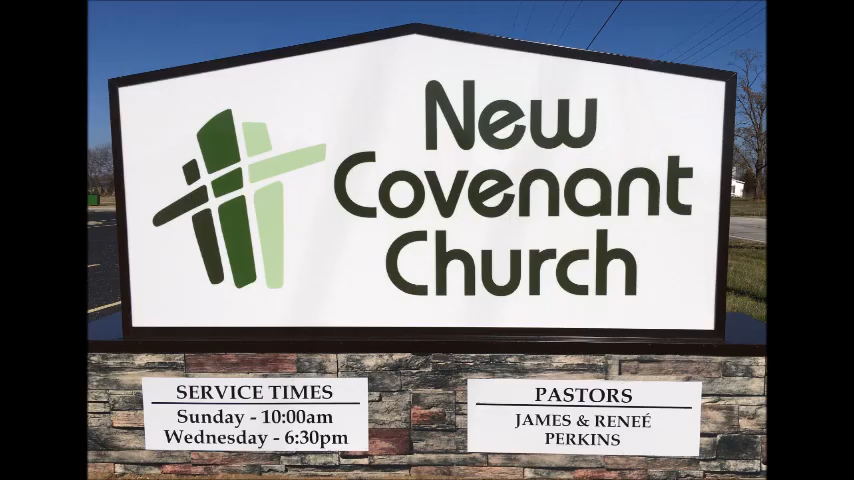 New
Covenant
Church
SERVICE TIMES
Sunday - 10:00am
Wednesday - 6:30pm
PASTORS
JAMES & RENEÉ
PERKINS